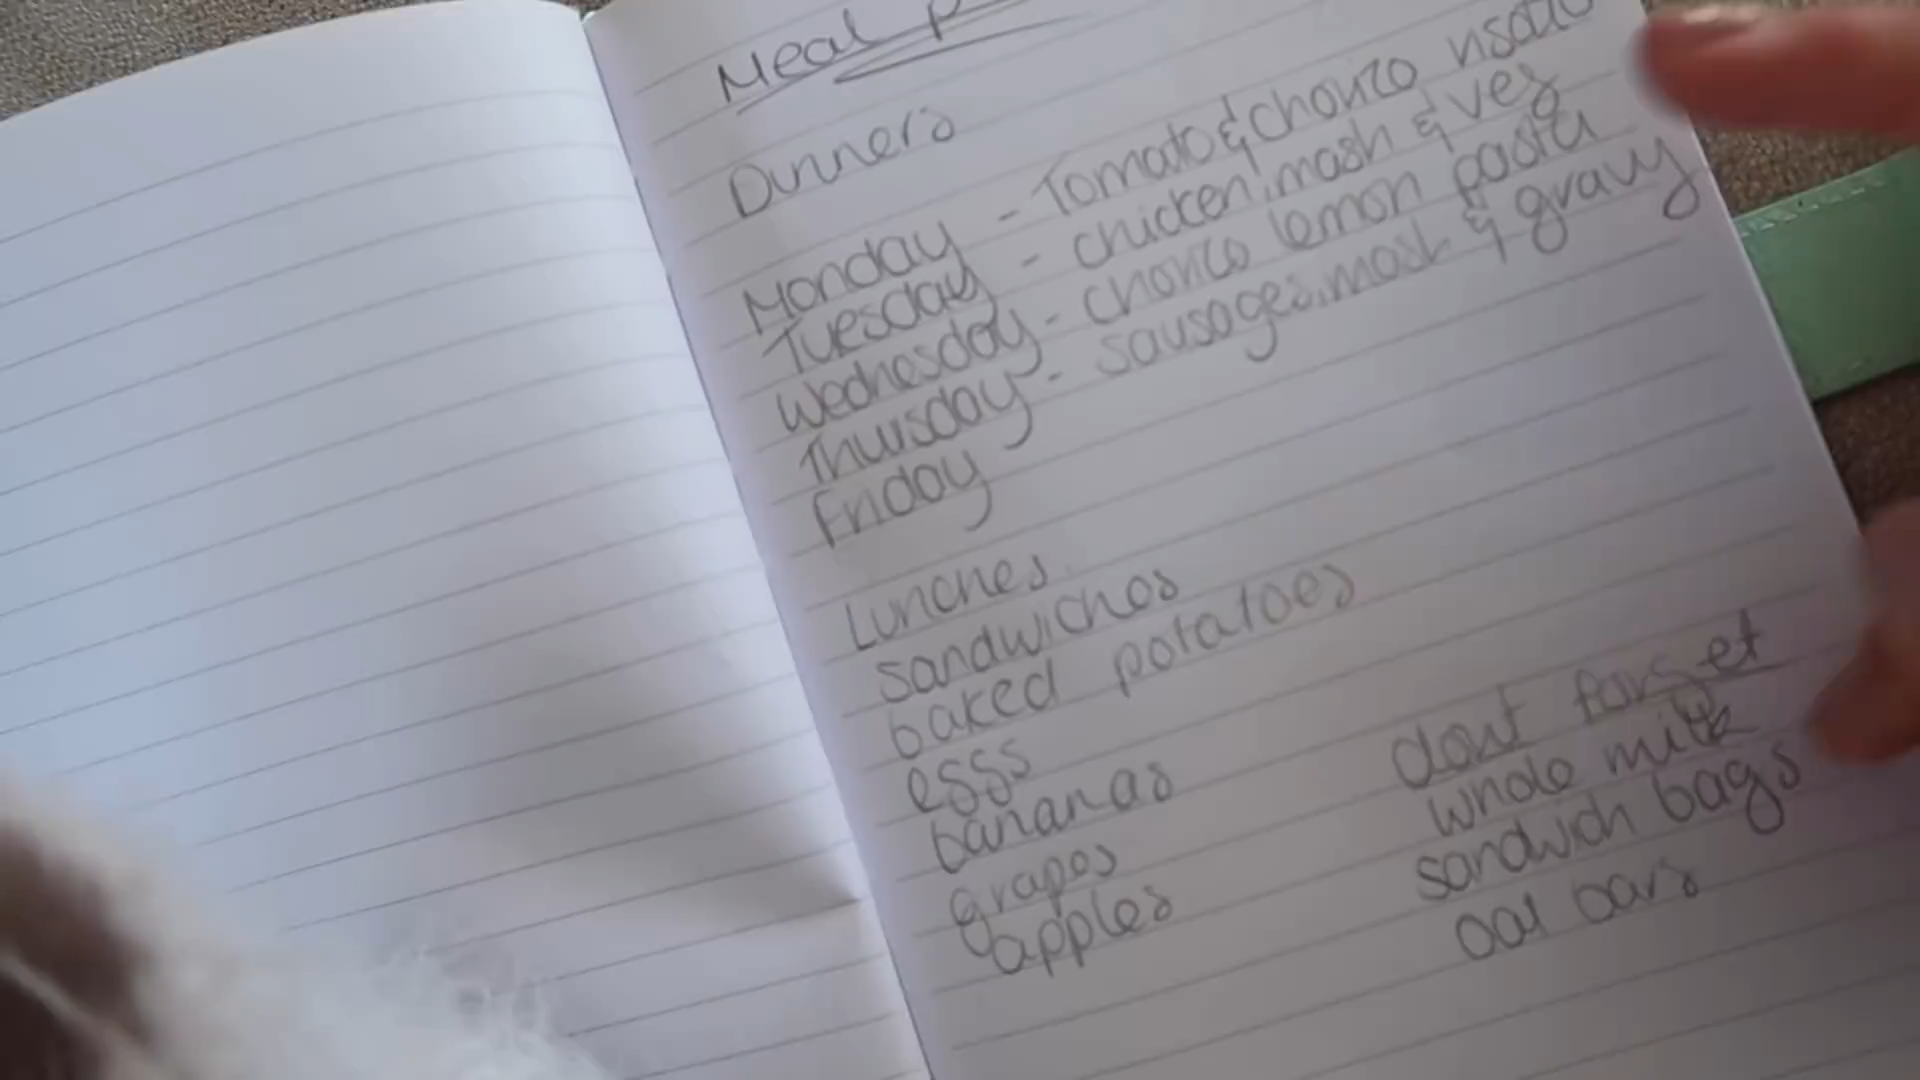 Meal
Dinners
Monday - Tomato & chorizo risotto
Tuesday - chicken, mash & veg
Wednesday - chorizo lemon pasta
Thursday - sausages, mash & gravy
Friday
Lunches
sandwiches
baked potatoes
eggs
bananas
grapes
apples
dont forget
whole milk
sandwich bags
oat bars